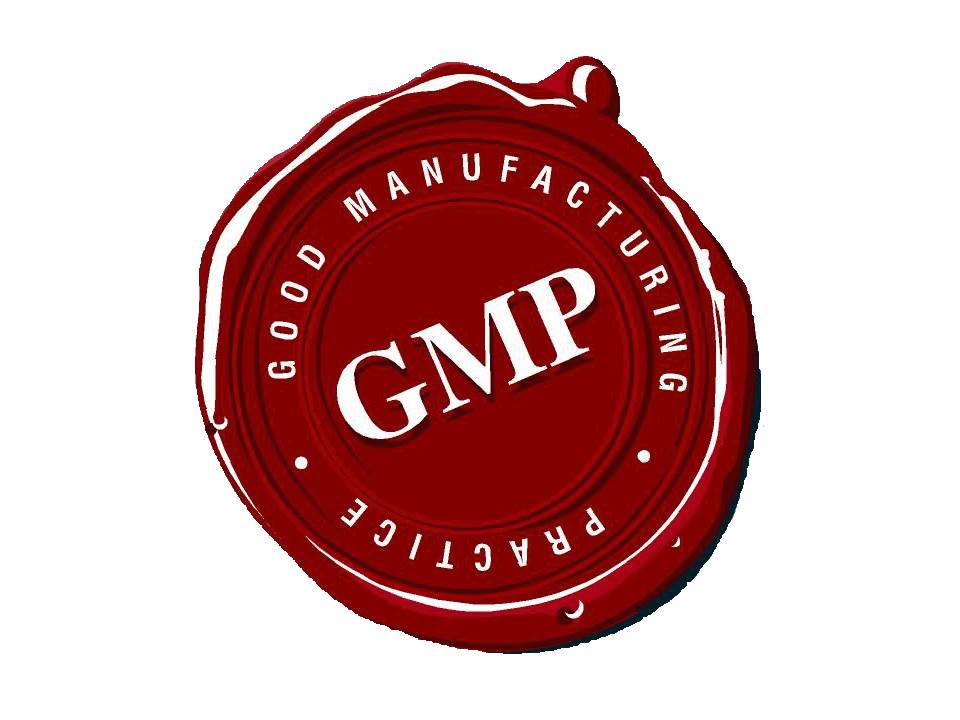 GOOD MANUFACTURING
GMP
• PRACTICE •